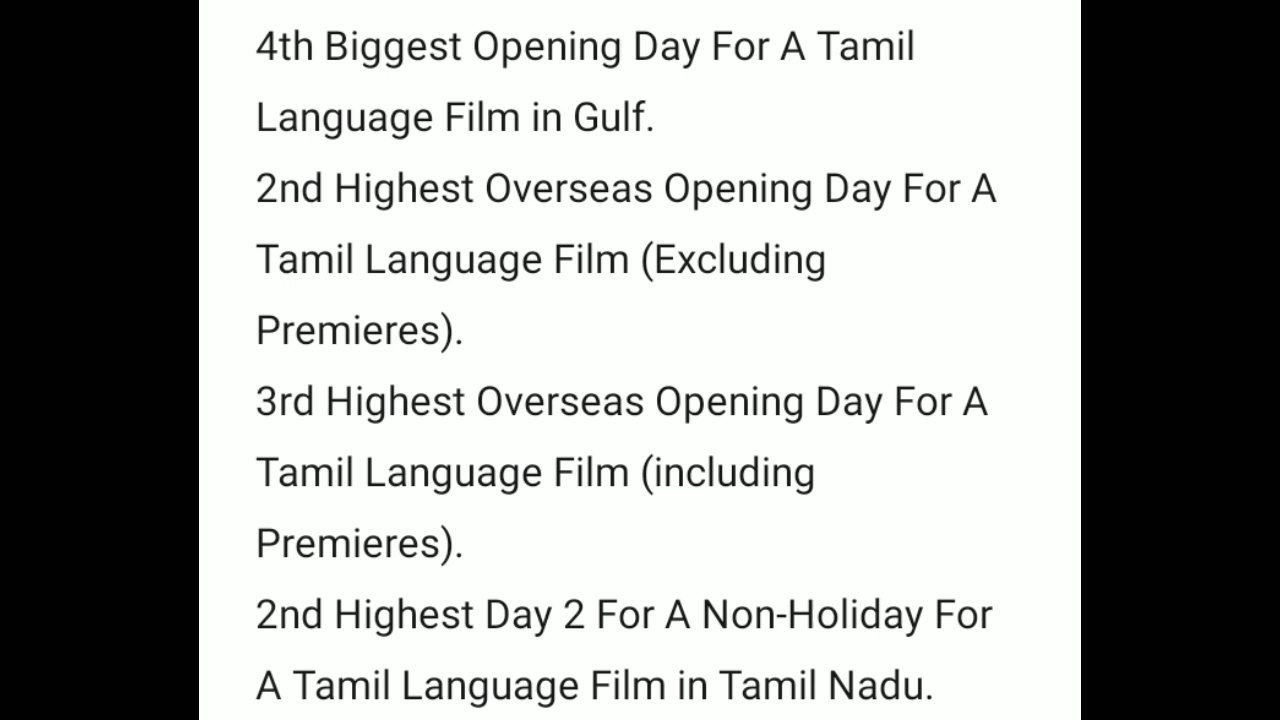 4th Biggest Opening Day For A Tamil
Language Film in Gulf.
2nd Highest Overseas Opening Day For A
Tamil Language Film (Excluding
Premieres).
3rd Highest Overseas Opening Day For A
Tamil Language Film (including
Premieres).
2nd Highest Day 2 For A Non-Holiday For
A Tamil Language Film in Tamil Nadu.